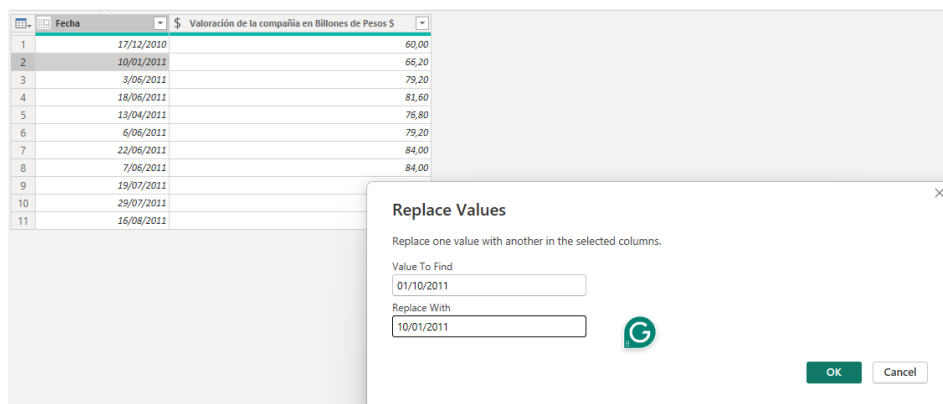 Fecha $ Valoración de la compañia en Billones de Pesos $
1 17/12/2010 60,00
2 10/01/2011 66,20
3 3/06/2011 79,20
4 18/06/2011 81,60
5 13/04/2011 76,80
6 6/06/2011 79,20
7 22/06/2011 84,00
8 7/06/2011 84,00
9 19/07/2011
10 29/07/2011
11 16/08/2011
Replace Values
Replace one value with another in the selected columns.
Value To Find
01/10/2011
Replace With
10/01/2011
G
OK Cancel